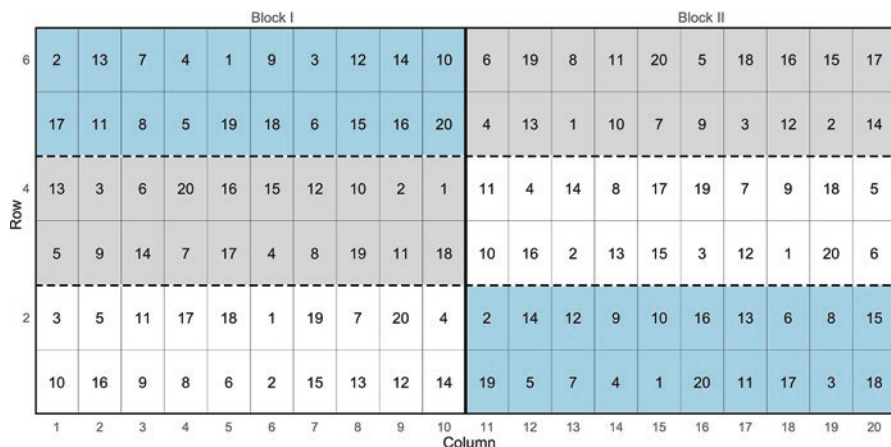 Block I Block II
6 2 13 7 4 1 9 3 12 14 10 6 19 8 11 20 5 18 16 15 17
17 11 8 5 19 18 6 15 16 20 4 13 1 10 7 9 3 12 2 14
4 13 3 6 20 16 15 12 10 2 1 11 4 14 8 17 19 7 9 18 5
Row
5 9 14 7 17 4 8 19 11 18 10 16 2 13 15 3 12 1 20 6
2 3 5 11 17 18 1 19 7 20 4 2 14 12 9 10 16 13 6 8 15
10 16 9 8 6 2 15 13 12 14 19 5 7 4 1 20 11 17 3 18
1 2 3 4 5 6 7 8 9 10 11 12 13 14 15 16 17 18 19 20
Column